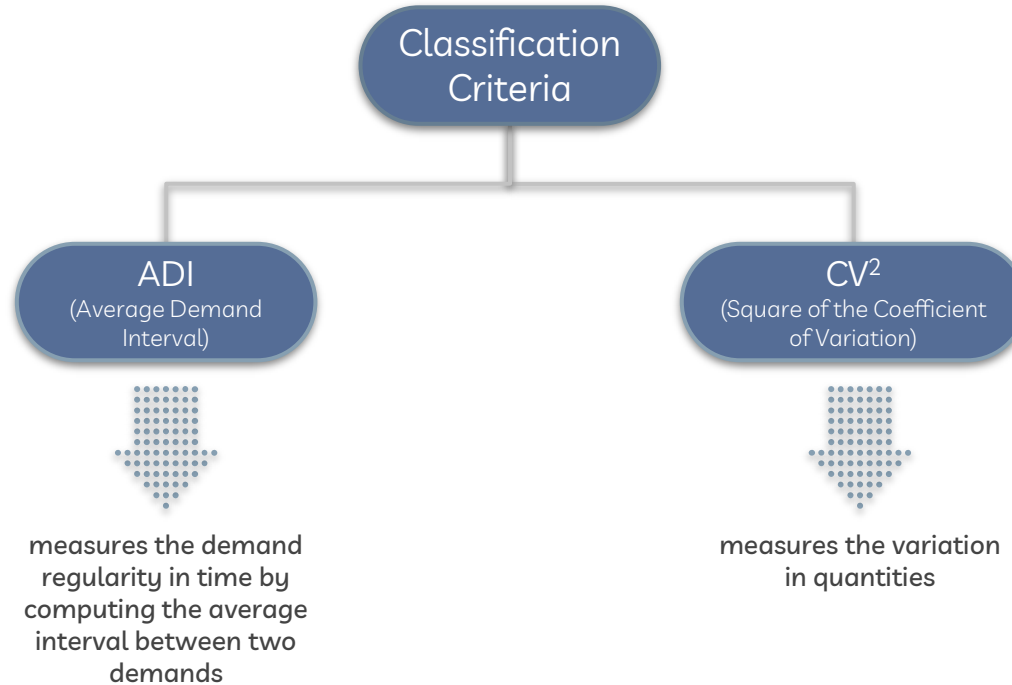 Classification
Criteria
ADI
(Average Demand
Interval)
CV²
(Square of the Coefficient
of Variation)
measures the demand
regularity in time by
computing the average
interval between two
demands
measures the variation
in quantities